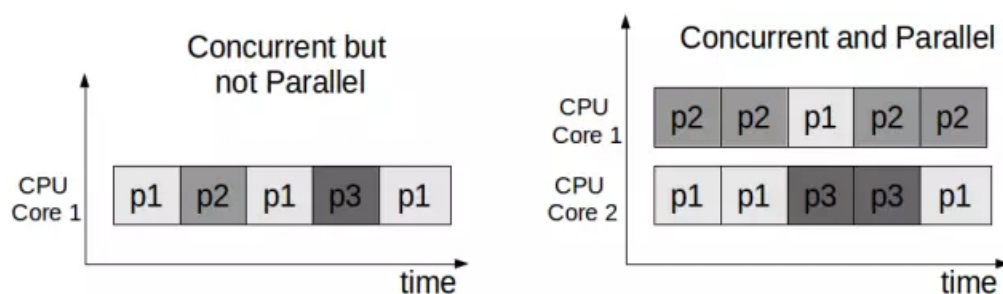 Concurrent but
not Parallel
CPU
Core 1
p1 p2 p1 p3 p1
time
Concurrent and Parallel
CPU
Core 1
p2 p2 p1 p2 p2
CPU
Core 2
p1 p1 p3 p3 p1
time